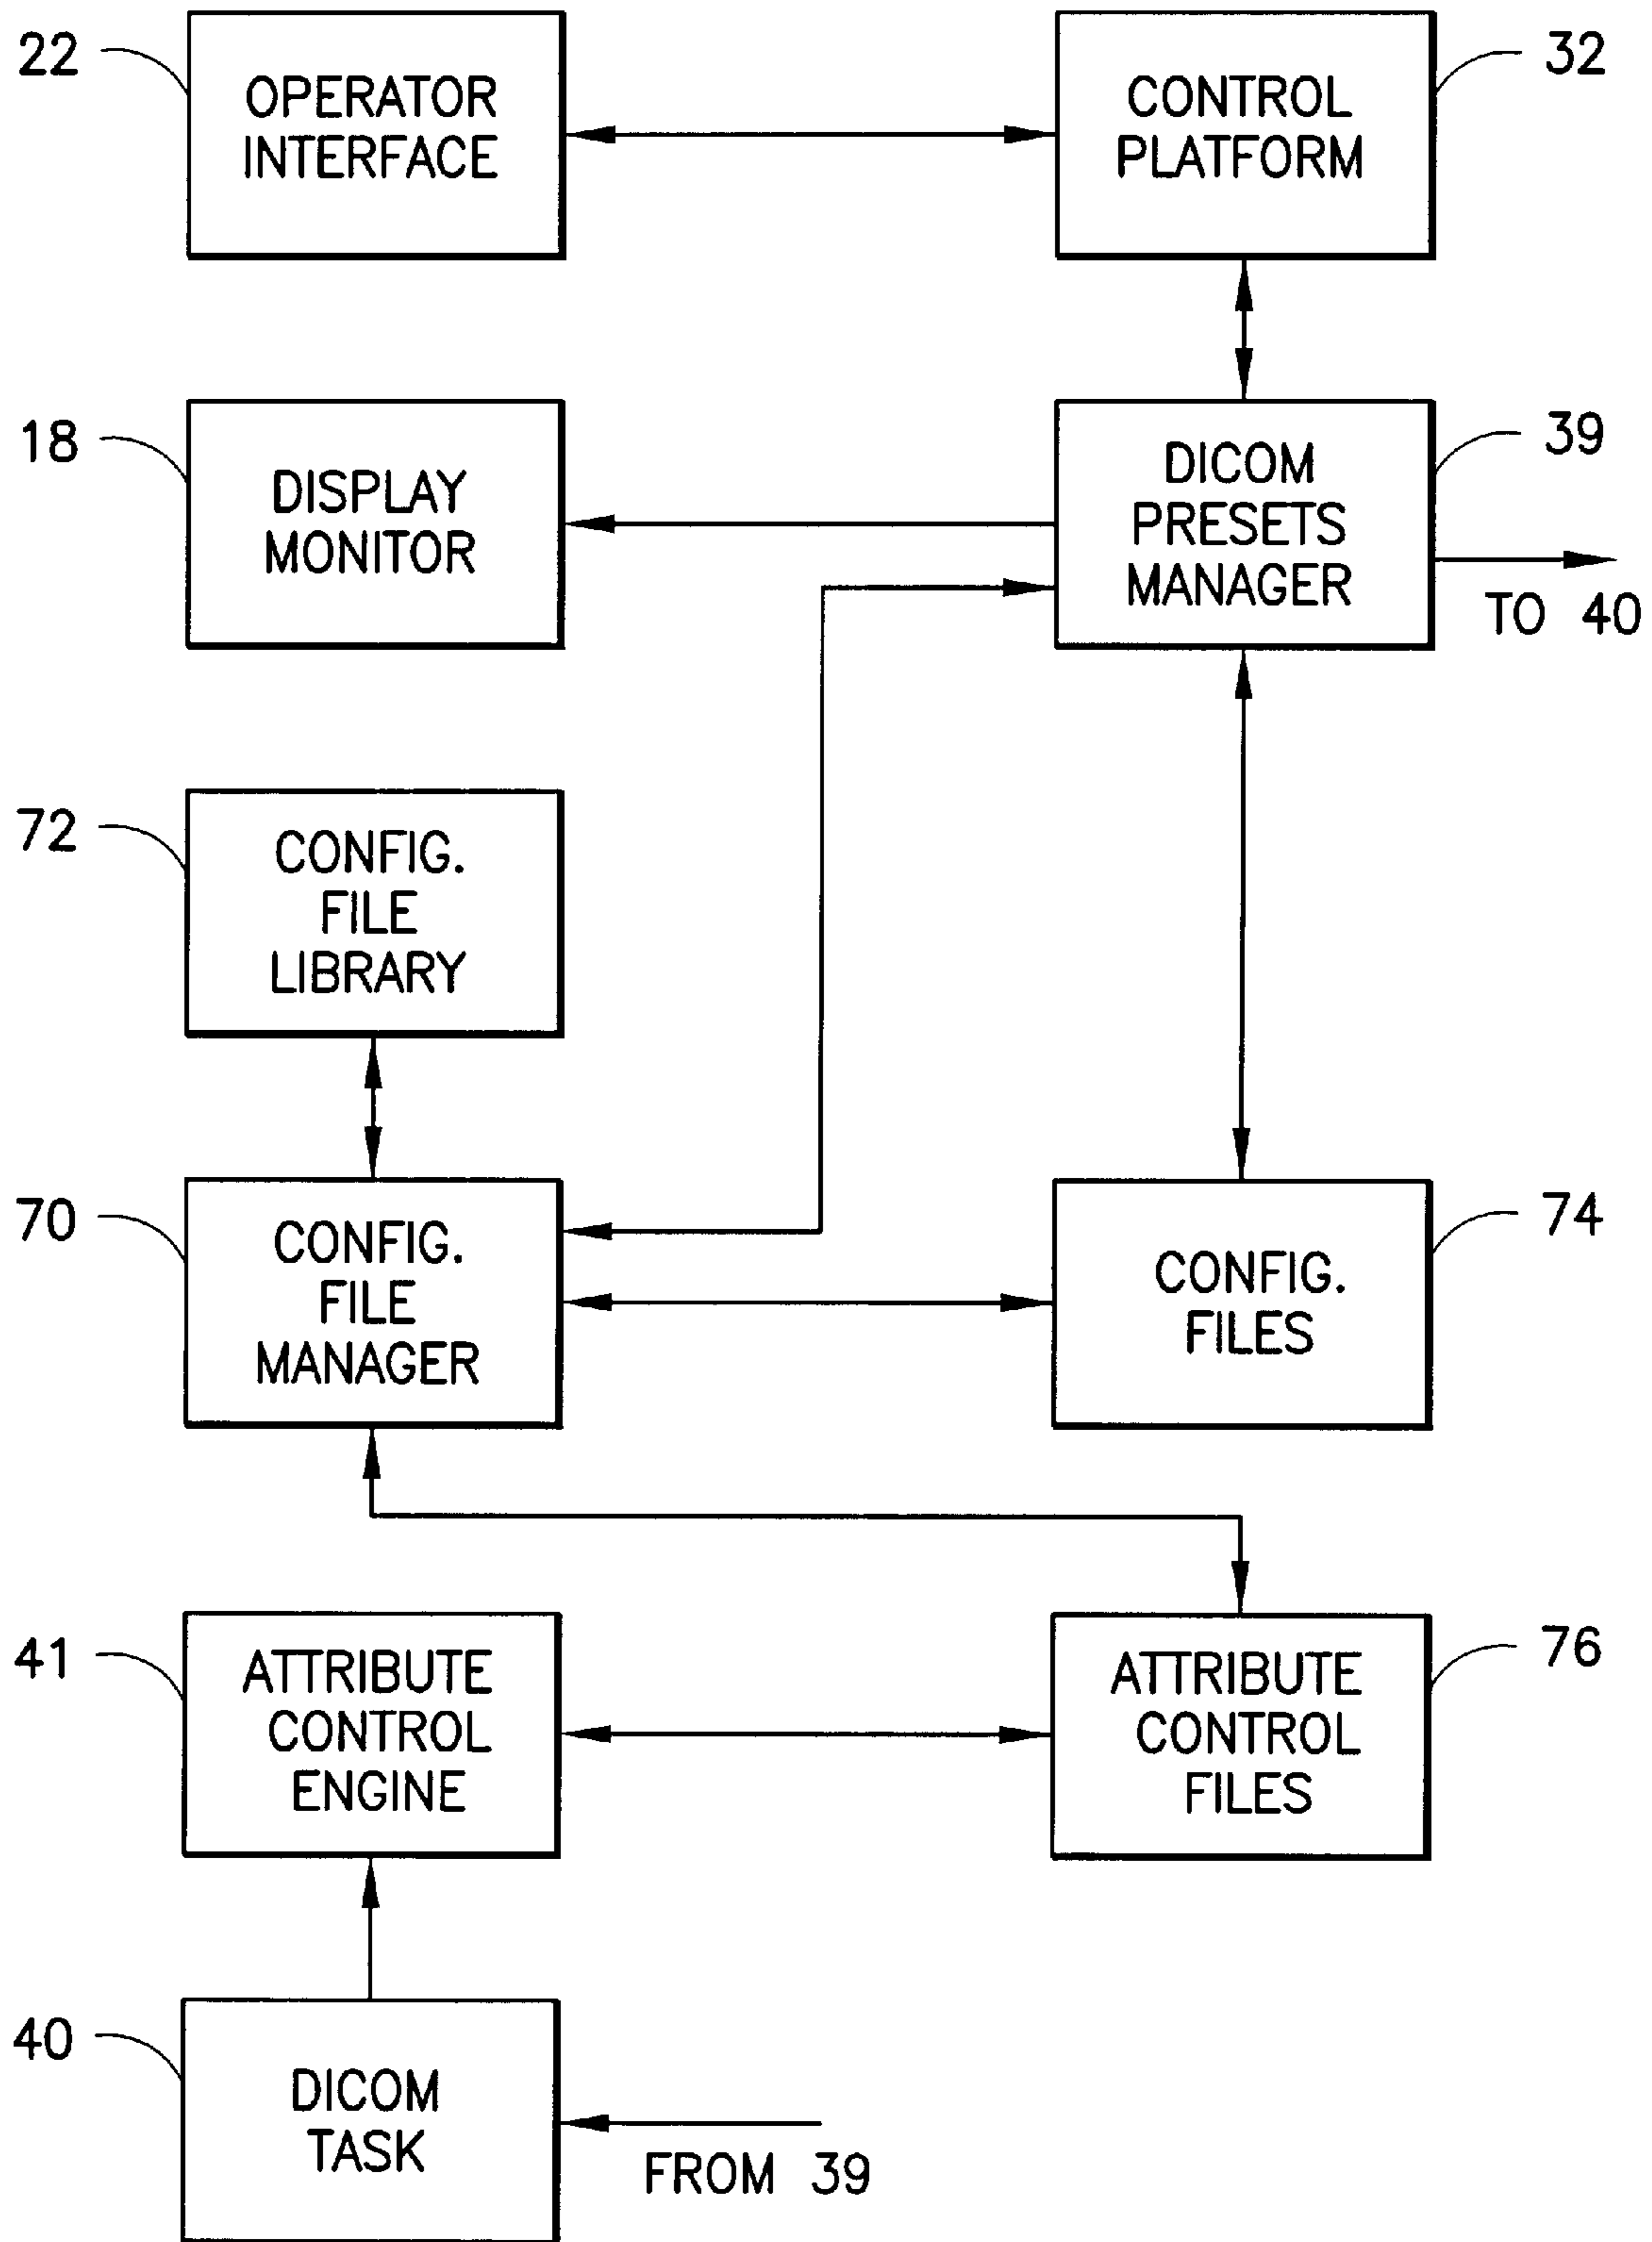 22
OPERATOR
INTERFACE
CONTROL
PLATFORM
32
18
DISPLAY
MONITOR
DICOM
PRESETS
MANAGER
39
TO 40
72
CONFIG.
FILE
LIBRARY
70
CONFIG.
FILE
MANAGER
CONFIG.
FILES
74
41
ATTRIBUTE
CONTROL
ENGINE
ATTRIBUTE
CONTROL
FILES
76
40
DICOM
TASK
FROM 39